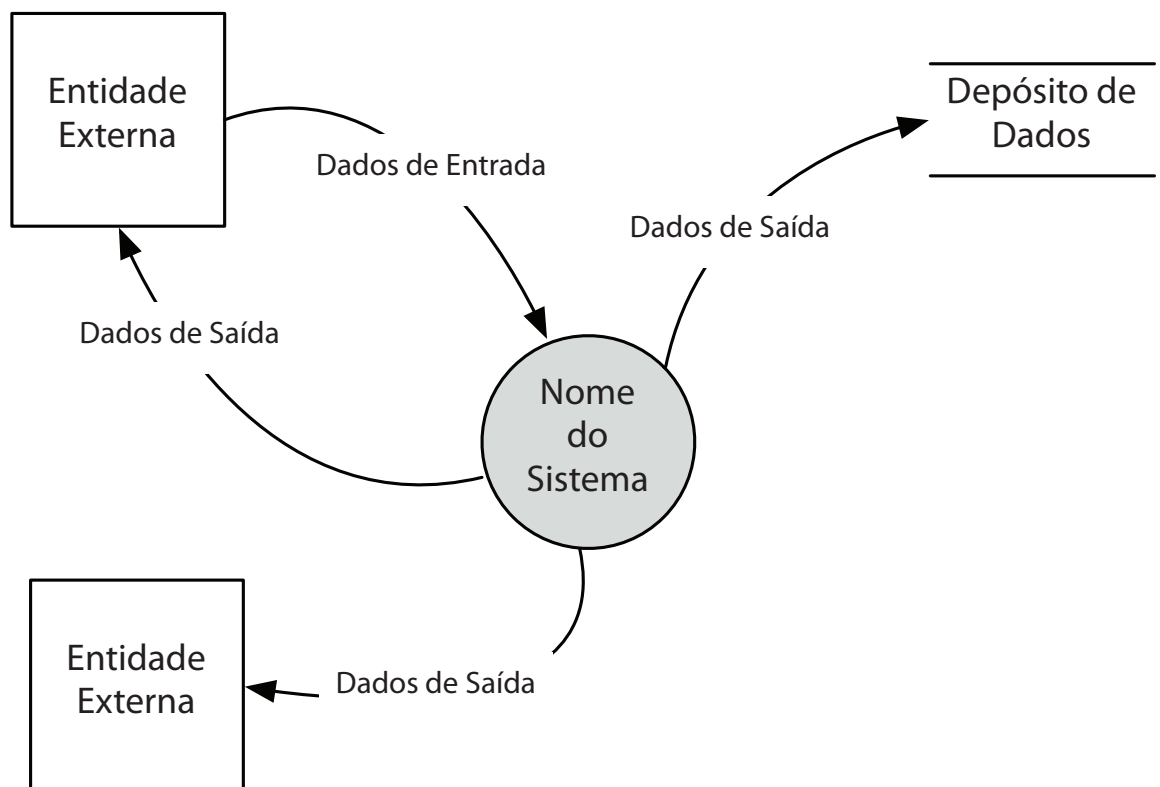 Entidade
Externa
Depósito de
Dados
Dados de Entrada
Dados de Saída
Dados de Saída
Nome
do
Sistema
Entidade
Externa
Dados de Saída